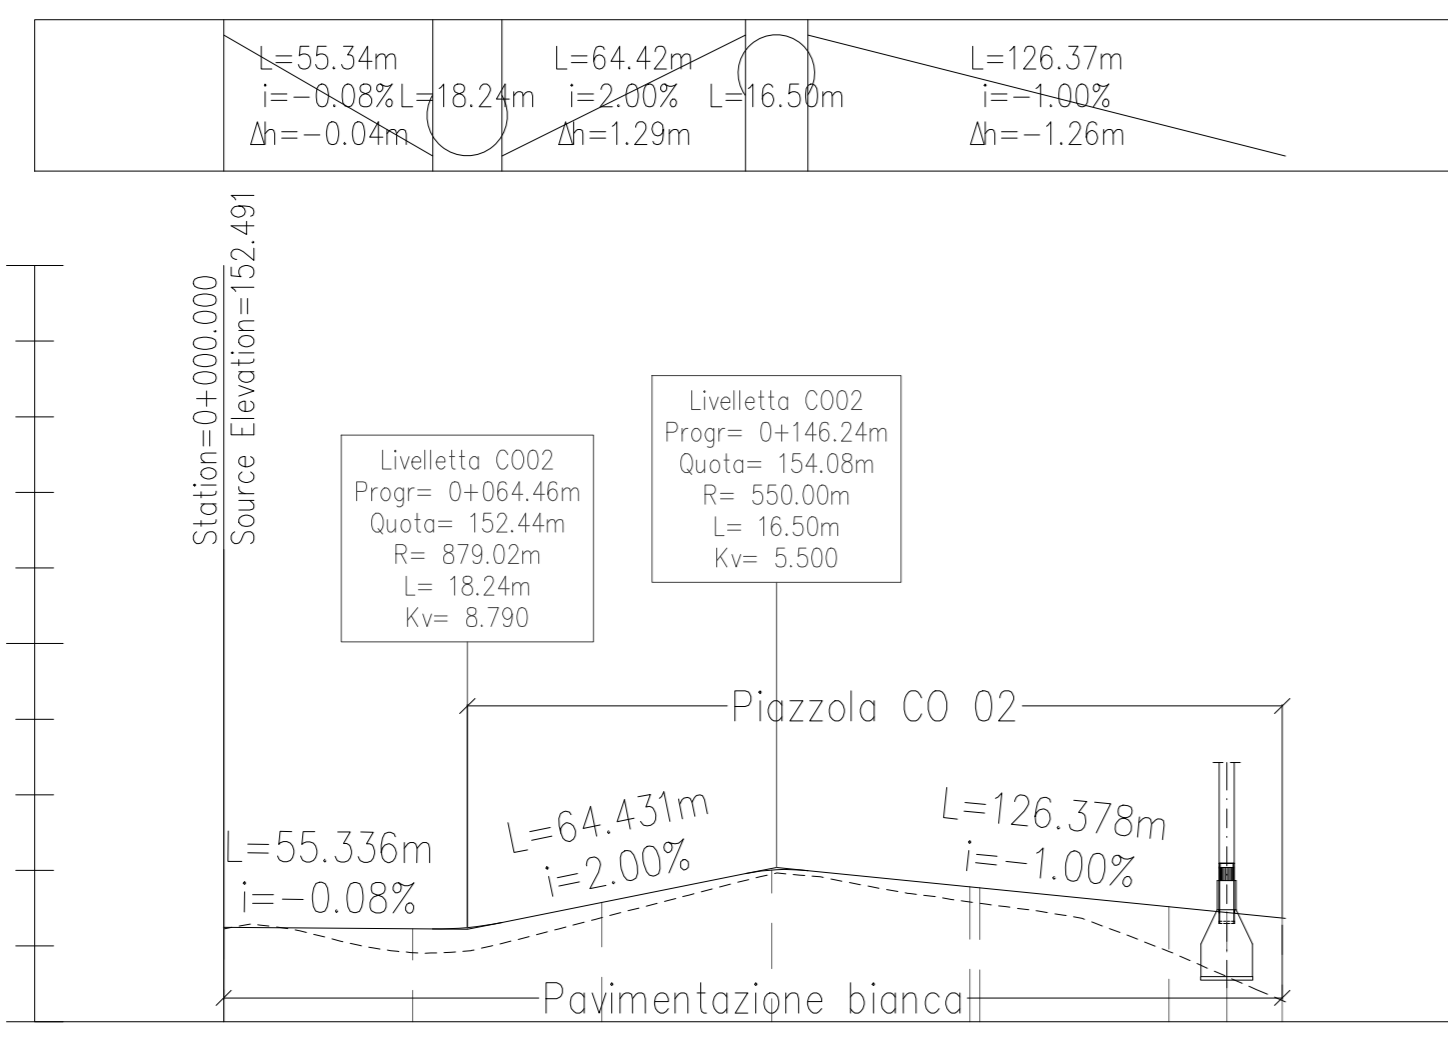 L=55.34m
i=-0.08%
Δh=-0.04m
L=18.24m
L=64.42m
i=2.00%
Δh=1.29m
L=16.50m
L=126.37m
i=-1.00%
Δh=-1.26m
Station=0+000.000
Source Elevation=152.491
Livelletta CO02
Progr= 0+064.46m
Quota= 152.44m
R= 879.02m
L= 18.24m
Kv= 8.790
Livelletta CO02
Progr= 0+146.24m
Quota= 154.08m
R= 550.00m
L= 16.50m
Kv= 5.500
Piazzola CO 02
L=55.336m
i=-0.08%
L=64.431m
i=2.00%
L=126.378m
i=-1.00%
Pavimentazione bianca